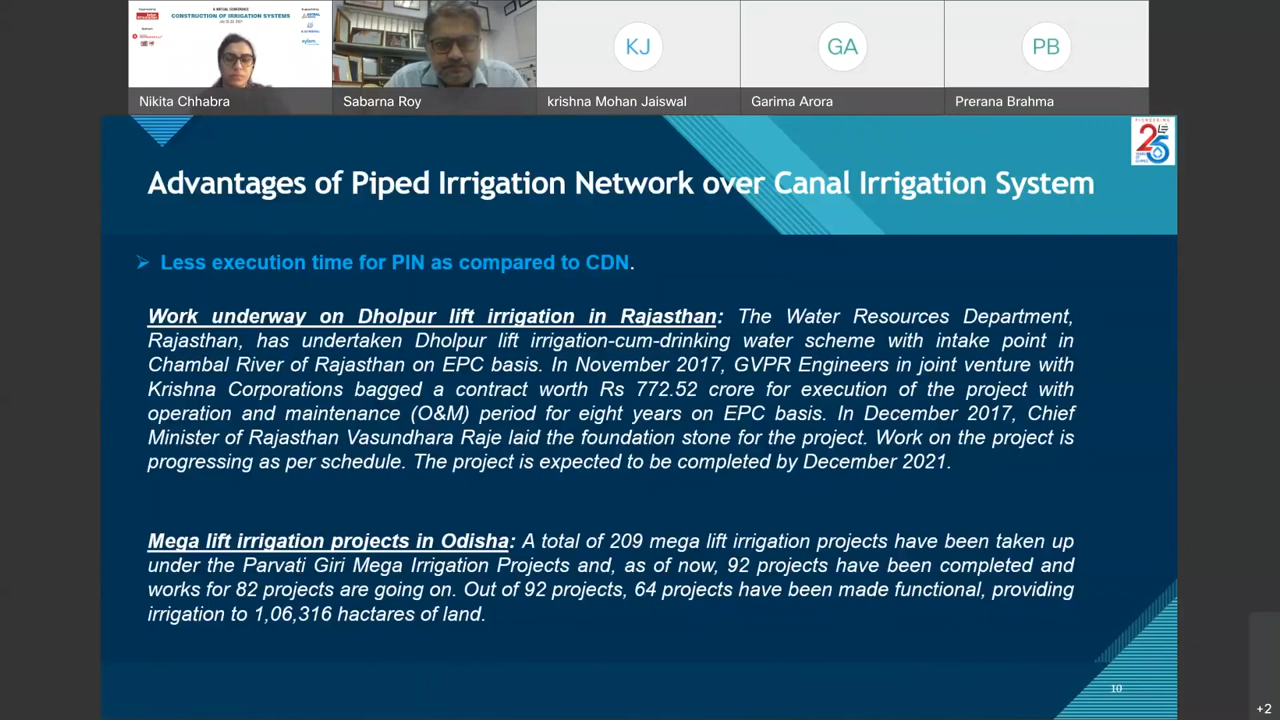 A VIRTUAL CONFERENCE
CONSTRUCTION OF IRRIGATION SYSTEMS
Nikita Chhabra
Sabarna Roy
KJ
krishna Mohan Jaiswal
GA
Garima Arora
PB
Prerana Brahma
PIONEERING
25
Advantages of Piped Irrigation Network over Canal Irrigation System
Less execution time for PIN as compared to CDN.
Work underway on Dholpur lift irrigation in Rajasthan: The Water Resources Department,
Rajasthan, has undertaken Dholpur lift irrigation-cum-drinking water scheme with intake point in
Chambal River of Rajasthan on EPC basis. In November 2017, GVPR Engineers in joint venture with
Krishna Corporations bagged a contract worth Rs 772.52 crore for execution of the project with
operation and maintenance (O&M) period for eight years on EPC basis. In December 2017, Chief
Minister of Rajasthan Vasundhara Raje laid the foundation stone for the project. Work on the project is
progressing as per schedule. The project is expected to be completed by December 2021.
Mega lift irrigation projects in Odisha: A total of 209 mega lift irrigation projects have been taken up
under the Parvati Giri Mega Irrigation Projects and, as of now, 92 projects have been completed and
works for 82 projects are going on. Out of 92 projects, 64 projects have been made functional, providing
irrigation to 1,06,316 hactares of land.
10
+2